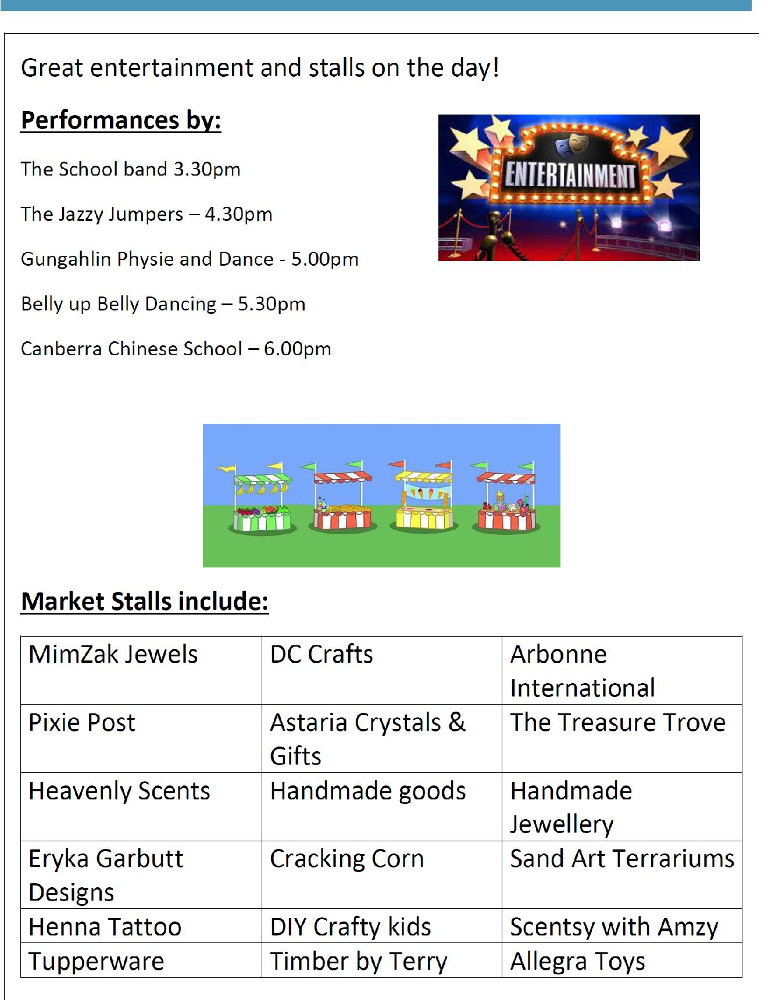 Great entertainment and stalls on the day!
Performances by:
ENTERTAINMENT
The School band 3.30pm
The Jazzy Jumpers – 4.30pm
Gungahlin Physie and Dance - 5.00pm
Belly up Belly Dancing – 5.30pm
Canberra Chinese School – 6.00pm
Market Stalls include:
MimZak Jewels
DC Crafts
Arbonne
International
Pixie Post
Astaria Crystals &
Gifts
The Treasure Trove
Heavenly Scents
Handmade goods
Handmade
Jewellery
Eryka Garbutt
Designs
Cracking Corn
Sand Art Terrariums
Henna Tattoo
DIY Crafty kids
Scentsy with Amzy
Tupperware
Timber by Terry
Allegra Toys